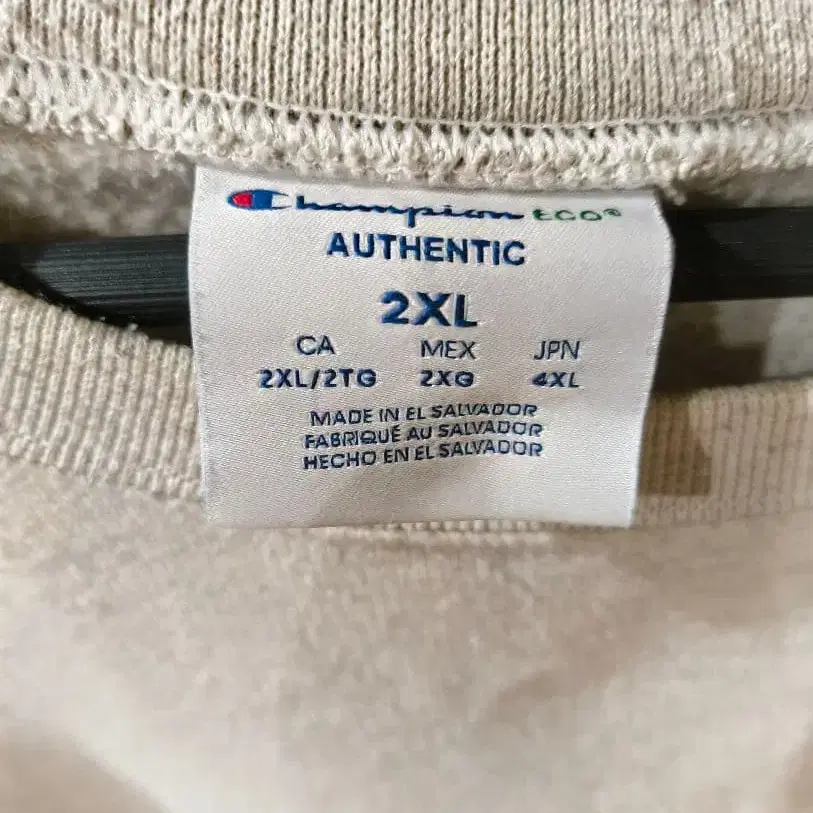 Champion ECO®
AUTHENTIC
2XL
CA MEX JPN
2XL/2TG 2XG 4XL
MADE IN EL SALVADOR
FABRIQUÉ AU SALVADOR
HECHO EN EL SALVADOR